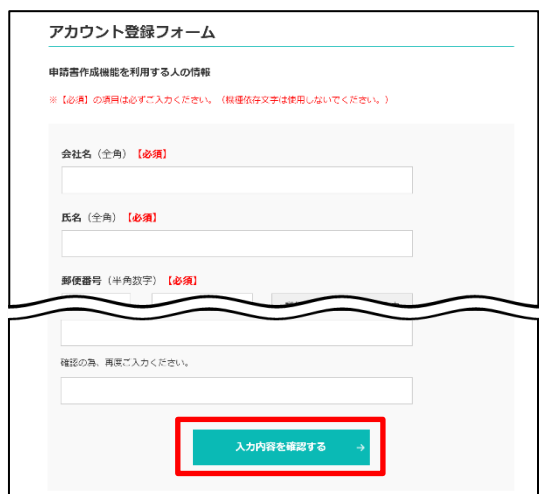 アカウント登録フォーム
申請書作成機能を利用する人の情報
※【必須】の項目は必ずご入力ください。（機種依存文字は使用しないでください。）
会社名（全角）【必須】
氏名（全角）【必須】
郵便番号（半角数字）【必須】
確認の為、再度ご入力ください。
入力内容を確認する →